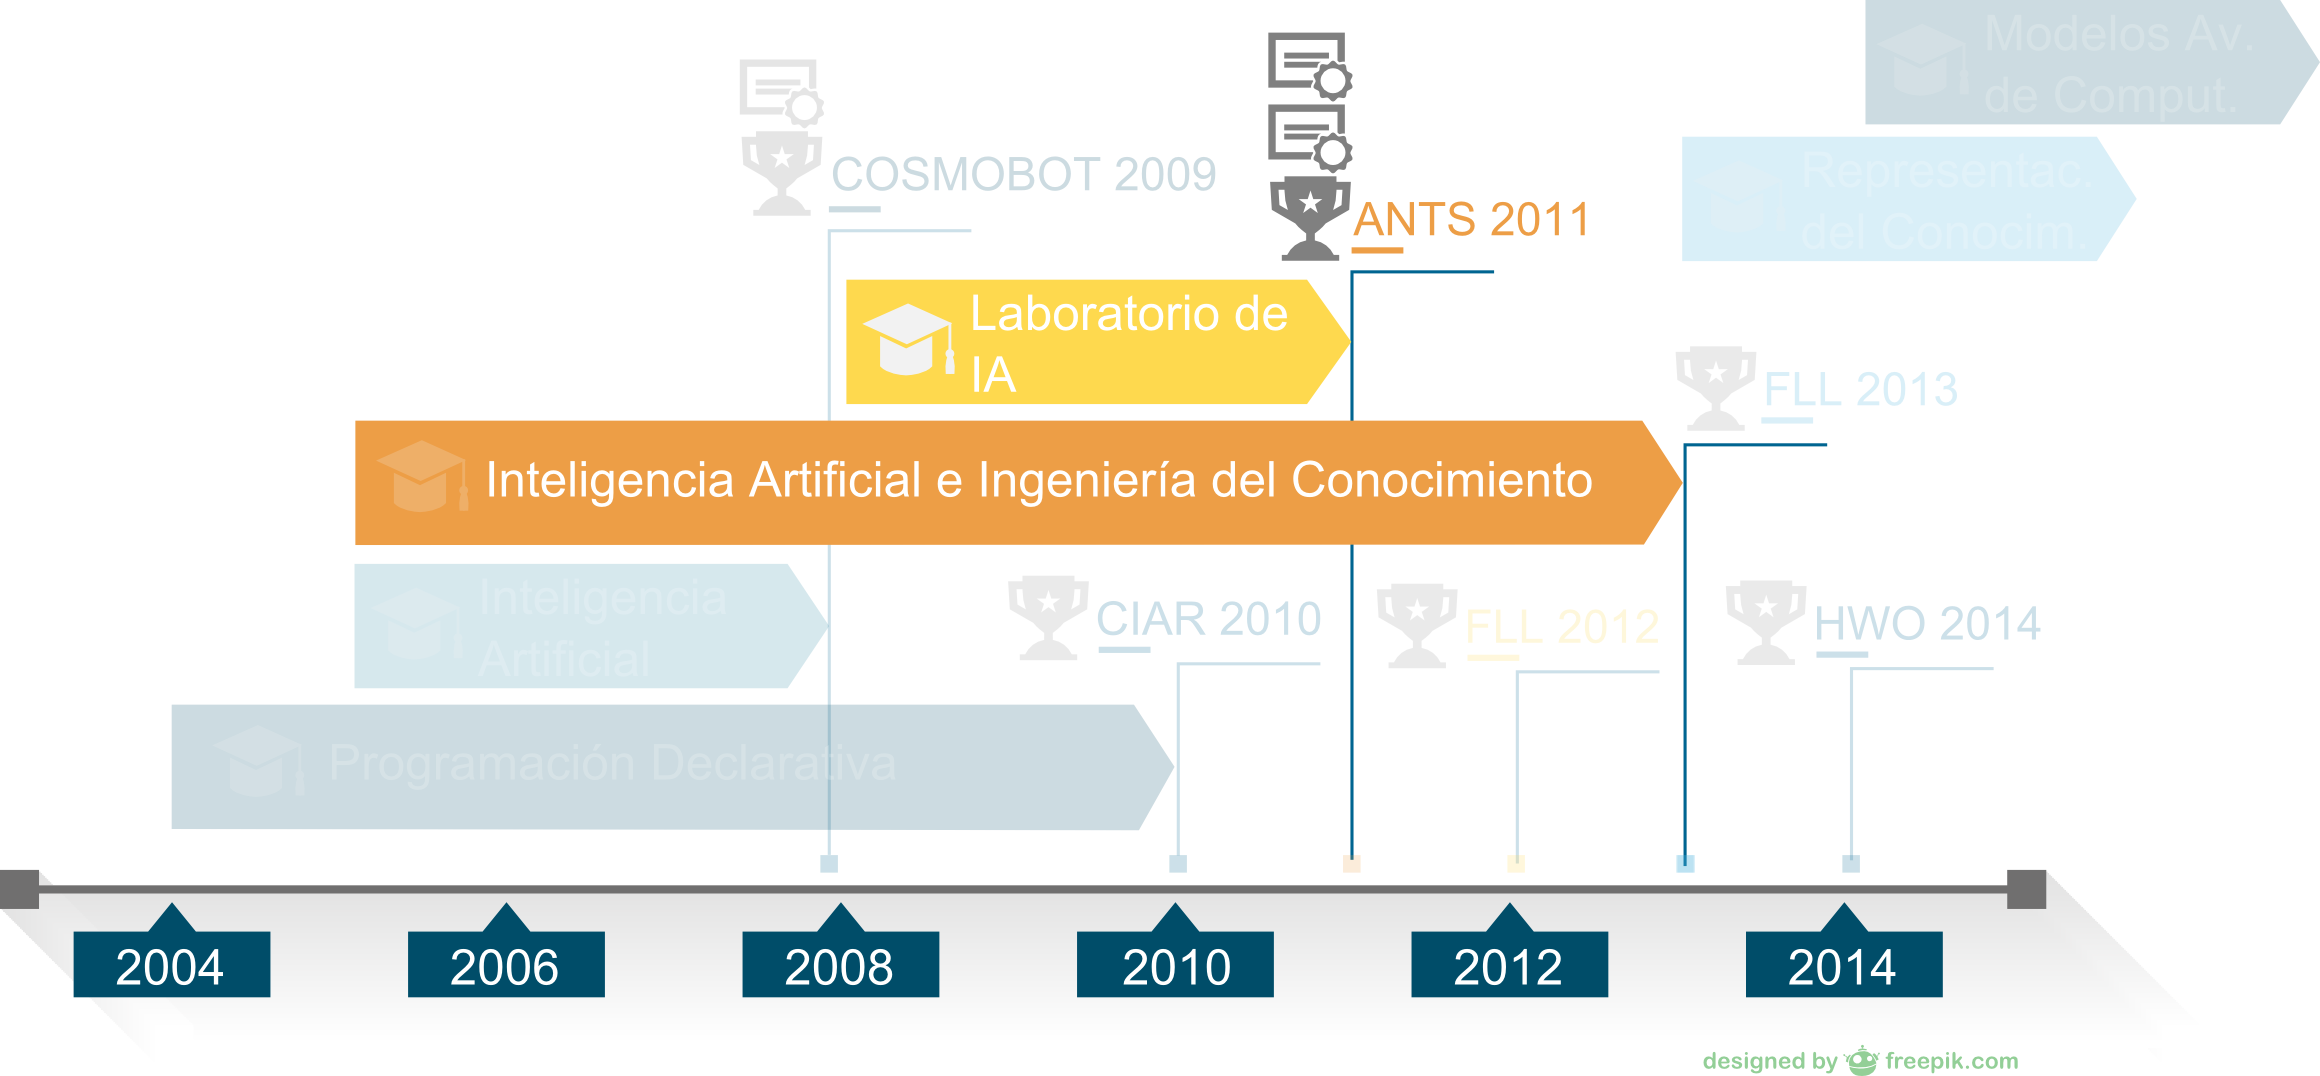 Modelos Av.
de Comput.
COSMOBOT 2009
Representac.
del Conocim.
ANTS 2011
Laboratorio de
IA
FLL 2013
Inteligencia Artificial e Ingeniería del Conocimiento
Inteligencia
Artificial
CIAR 2010
FLL 2012
HWO 2014
Programación Declarativa
2004
2006
2008
2010
2012
2014
designed by freepik.com